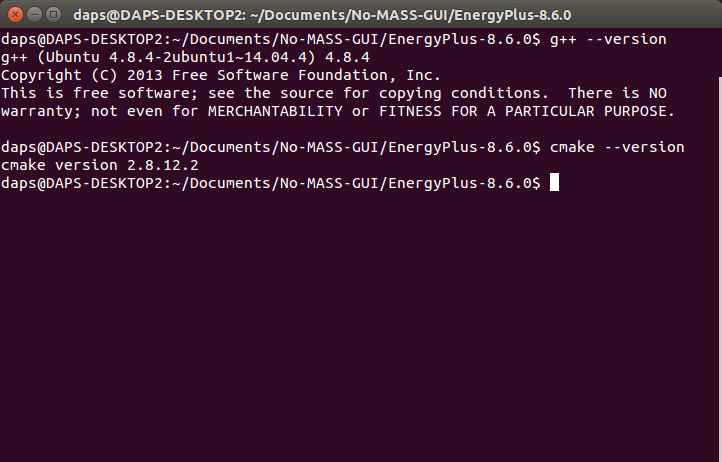 daps@DAPS-DESKTOP2: ~/Documents/No-MASS-GUI/EnergyPlus-8.6.0
daps@DAPS-DESKTOP2:~/Documents/No-MASS-GUI/EnergyPlus-8.6.0$ g++ --version
g++ (Ubuntu 4.8.4-2ubuntu1~14.04.4) 4.8.4
Copyright (C) 2013 Free Software Foundation, Inc.
This is free software; see the source for copying conditions.  There is NO
warranty; not even for MERCHANTABILITY or FITNESS FOR A PARTICULAR PURPOSE.
daps@DAPS-DESKTOP2:~/Documents/No-MASS-GUI/EnergyPlus-8.6.0$ cmake --version
cmake version 2.8.12.2
daps@DAPS-DESKTOP2:~/Documents/No-MASS-GUI/EnergyPlus-8.6.0$